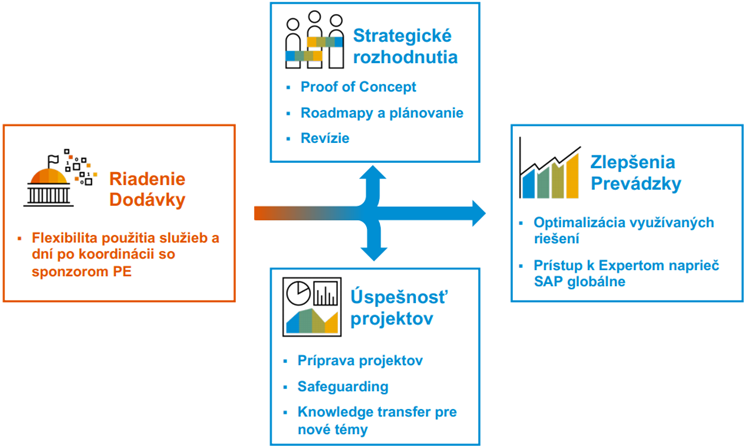 Strategické
rozhodnutia
▪ Proof of Concept
▪ Roadmapy a plánovanie
▪ Revízie
Riadenie
Dodávky
▪ Flexibilita použitia služieb a
dní po koordinácii so
sponzorom PE
Zlepšenia
Prevádzky
▪ Optimalizácia využívaných
riešení
▪ Prístup k Expertom naprieč
SAP globálne
Úspešnosť
projektov
▪ Príprava projektov
▪ Safeguarding
▪ Knowledge transfer pre
nové témy